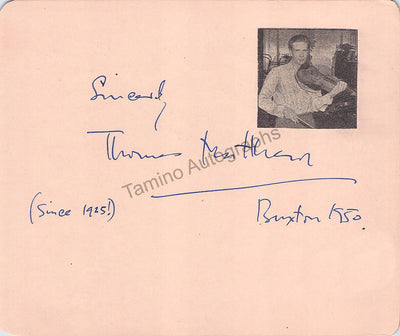 Sincerely
Thomas Matthews
Tamino Autographs
(Since 1925!)
Buxton 1950.